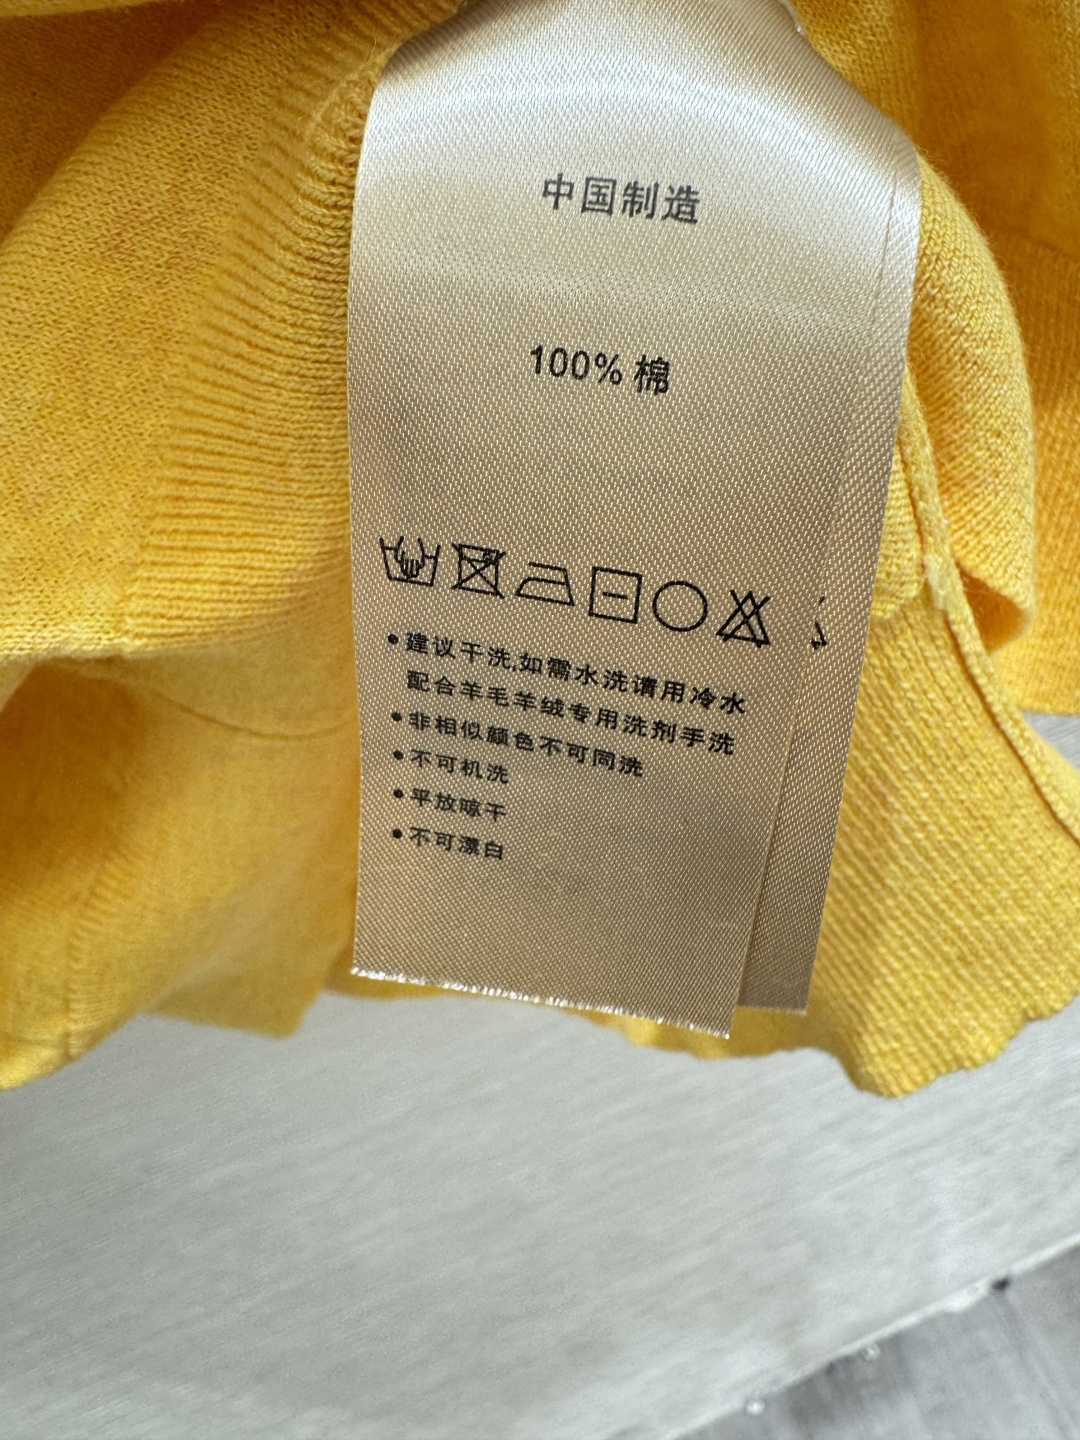 中国制造
100% 棉
•建议干洗,如需水洗请用冷水
配合羊毛羊绒专用洗剂手洗
•非相似颜色不可同洗
•不可机洗
•平放晾干
•不可漂白